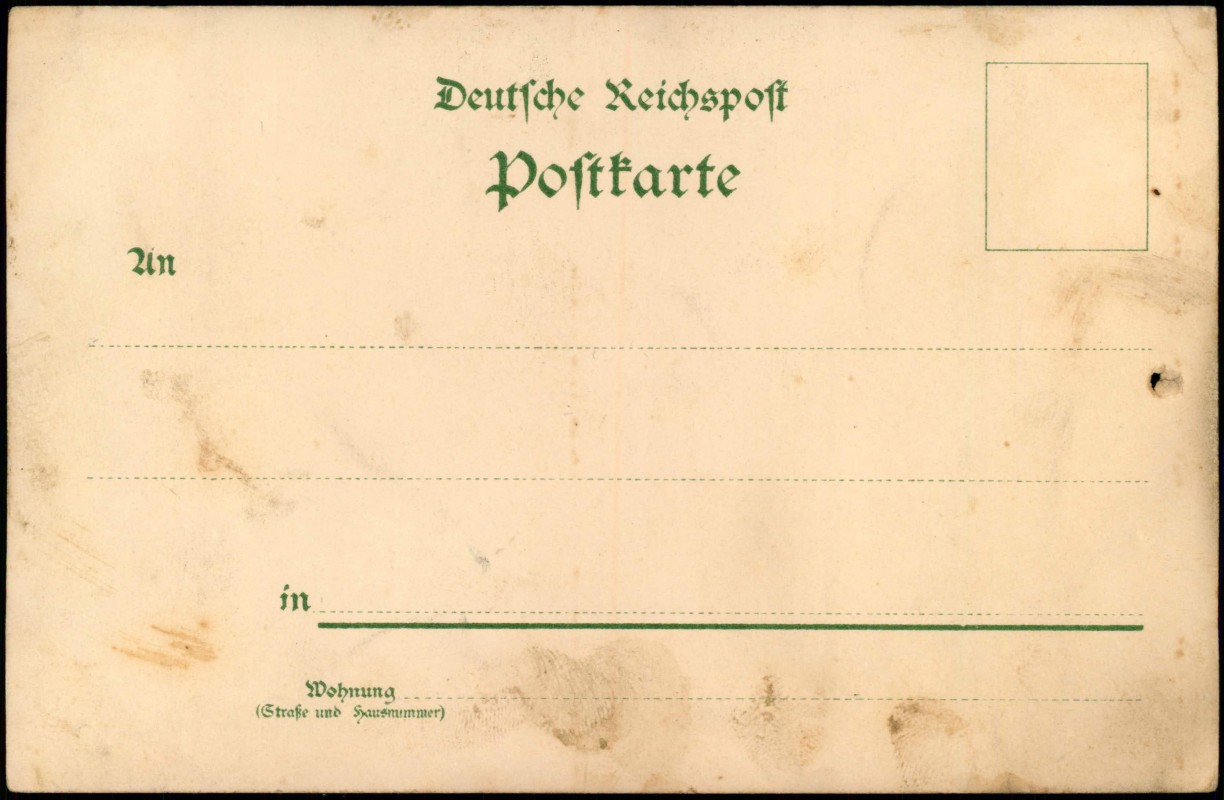 Deutſche Reichspoſt
Poſtkarte
An
in
Wohnung
(Straße und Hausnummer)